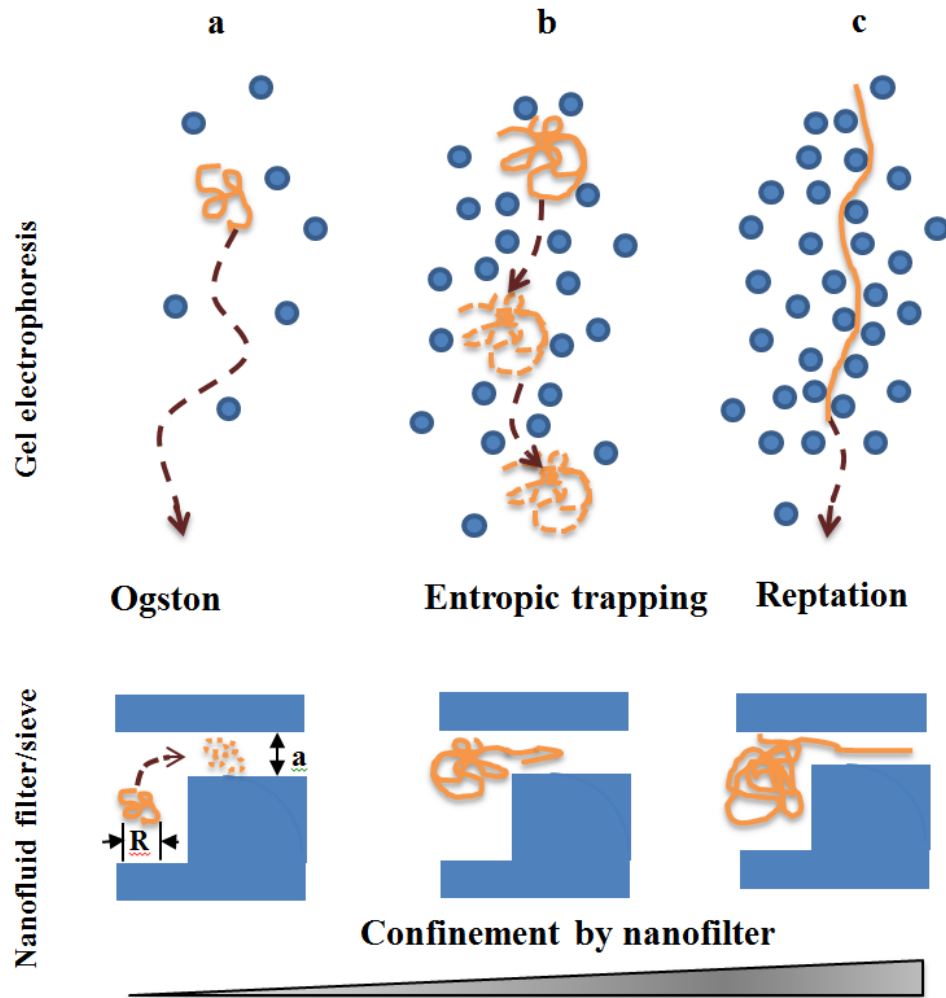 a
b
c
Gel electrophoresis
Ogston
Entropic trapping
Reptation
Nanofluid filter/sieve
a
R
Confinement by nanofilter